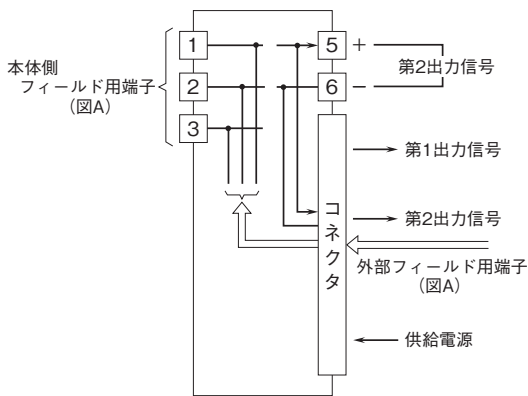 本体側
フィールド用端子
(図A)
1
2
3
5
+
6
−
第2出力信号
コネクタ
第1出力信号
第2出力信号
外部フィールド用端子
(図A)
供給電源